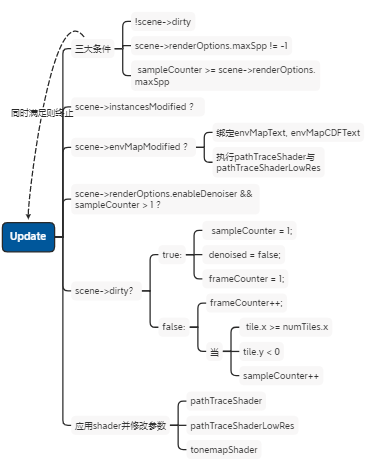 !scene->dirty
三大条件
scene->renderOptions.maxSpp != -1
sampleCounter >= scene->renderOptions.
maxSpp
同时满足则终止
scene->instancesModified ?
scene->envMapModified ?
绑定envMapText, envMapCDFText
执行pathTraceShader与
pathTraceShaderLowRes
scene->renderOptions.enableDenoiser &&
sampleCounter > 1 ?
Update
scene->dirty?
true:
sampleCounter = 1;
denoised = false;
frameCounter = 1;
false:
frameCounter++;
当
tile.x >= numTiles.x
tile.y < 0
sampleCounter++
应用shader并修改参数
pathTraceShader
pathTraceShaderLowRes
tonemapShader